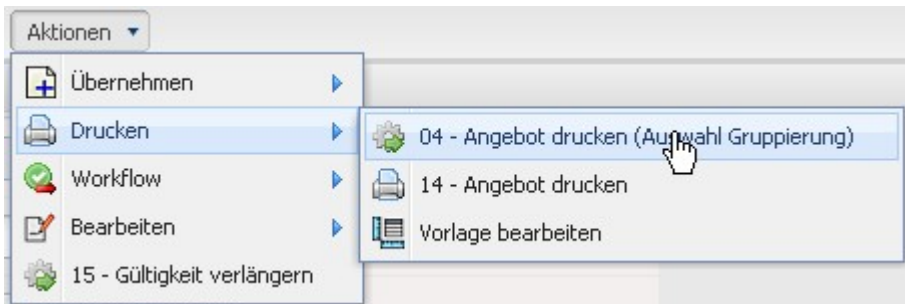 Aktionen
Übernehmen
Drucken
04 - Angebot drucken (Auswahl Gruppierung)
Workflow
14 - Angebot drucken
Bearbeiten
Vorlage bearbeiten
15 - Gültigkeit verlängern